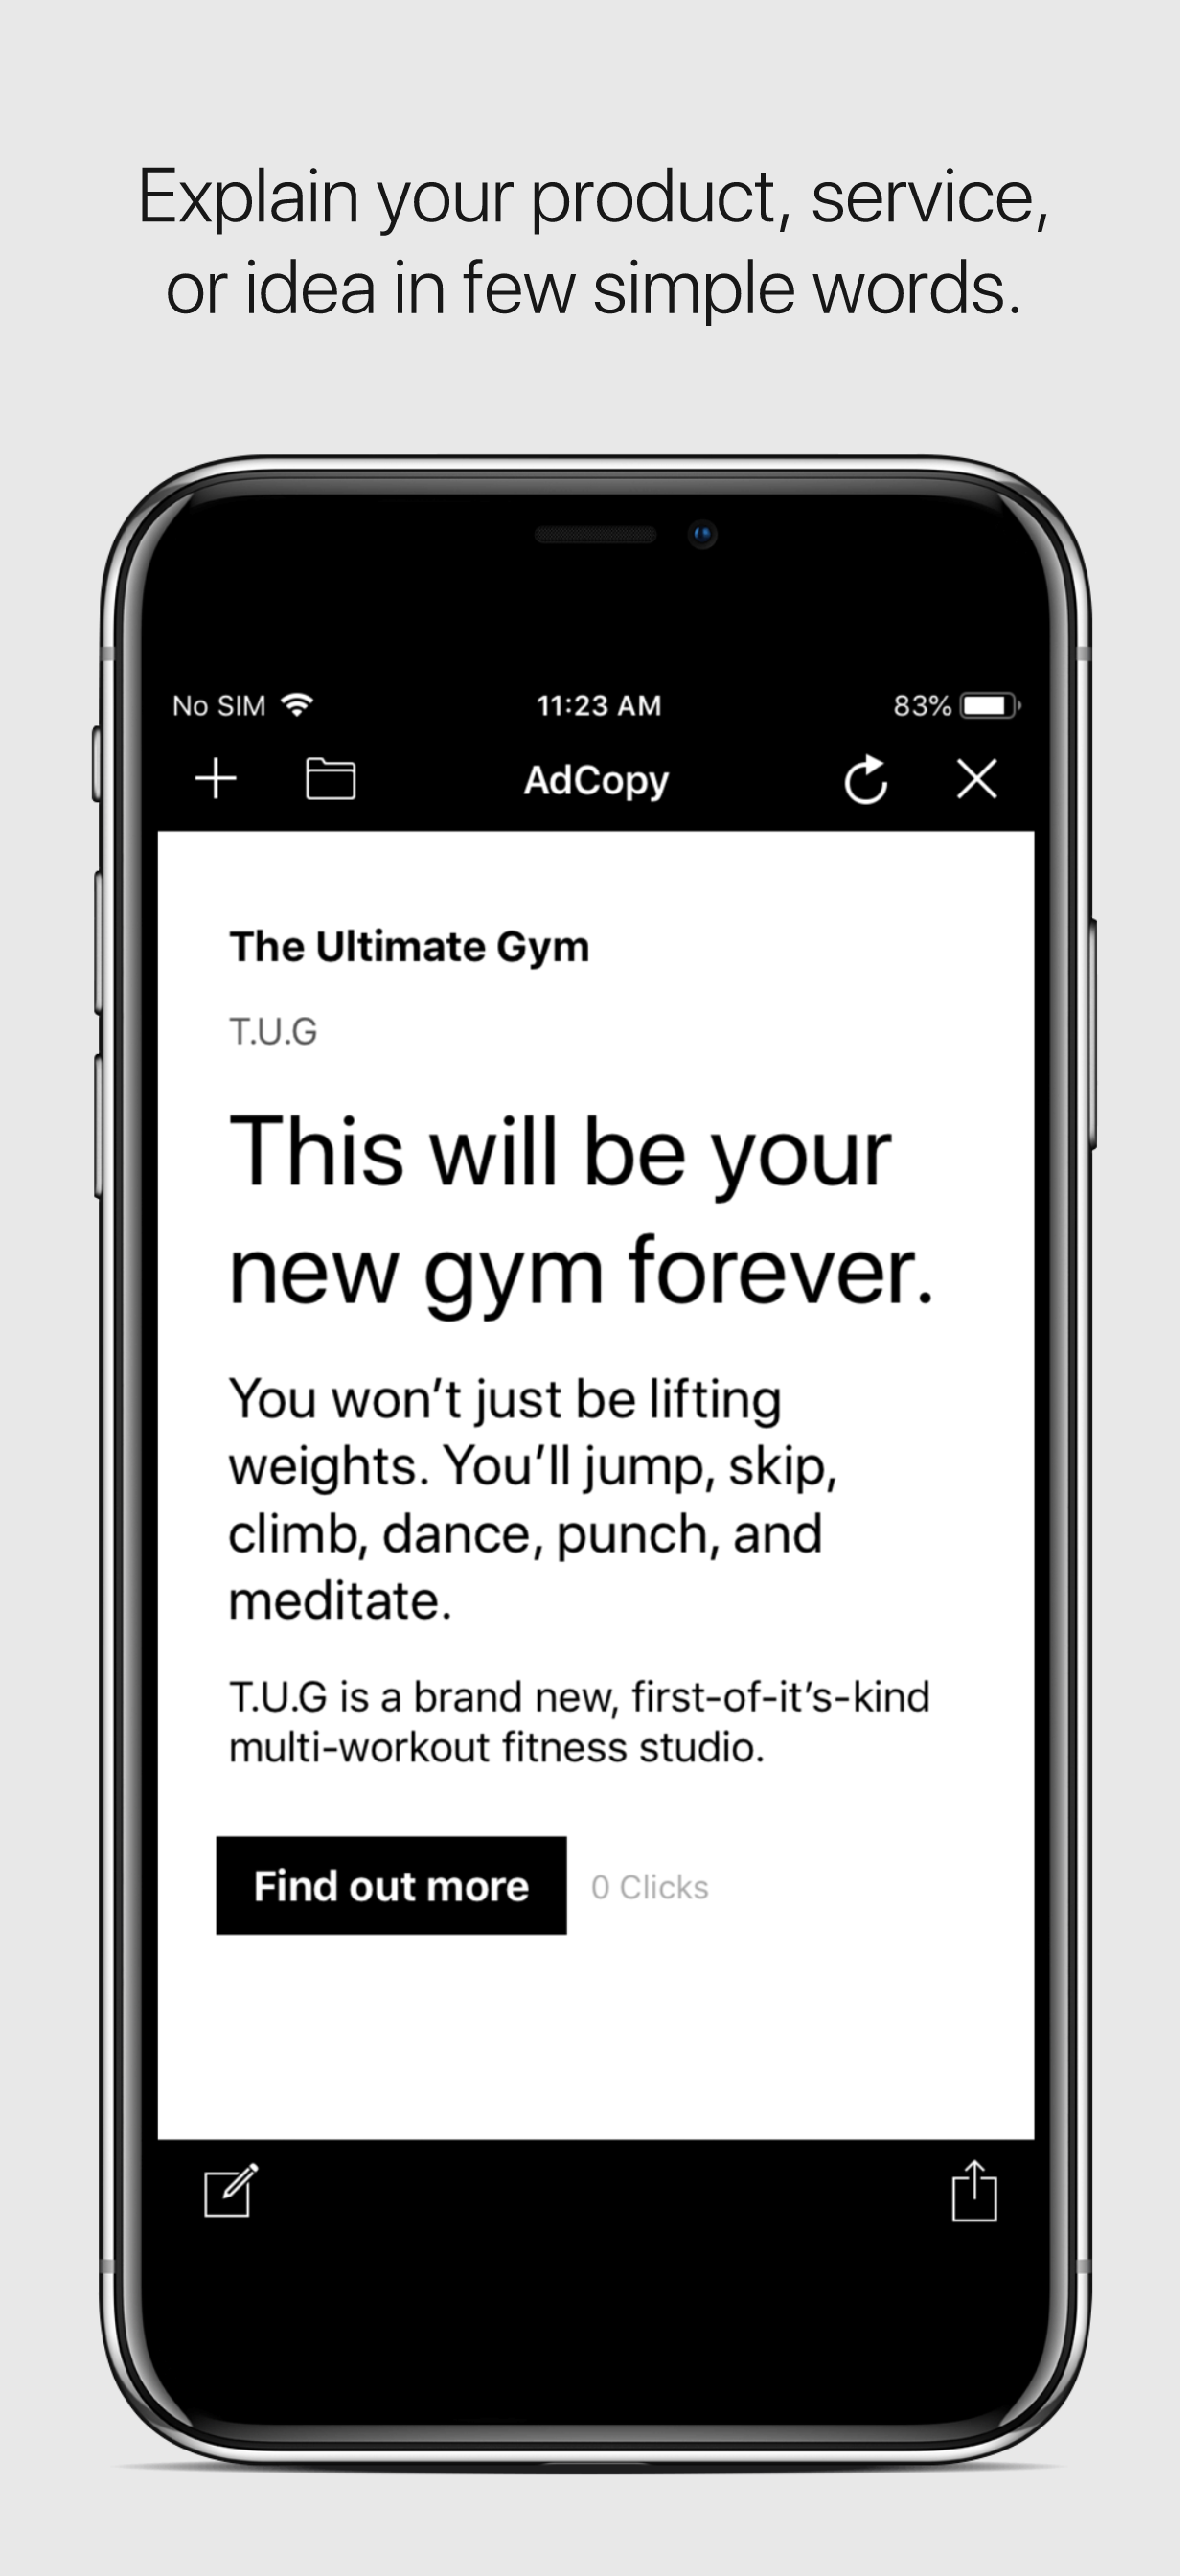 Explain your product, service,
or idea in few simple words.
No SIM
11:23 AM
83%
AdCopy
The Ultimate Gym
T.U.G
This will be your
new gym forever.
You won’t just be lifting
weights. You’ll jump, skip,
climb, dance, punch, and
meditate.
T.U.G is a brand new, first-of-it’s-kind
multi-workout fitness studio.
Find out more
0 Clicks